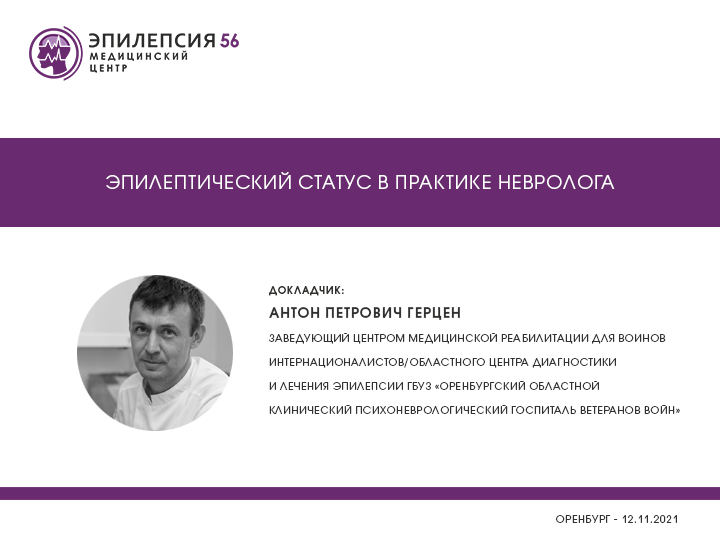 ЭПИЛЕПСИЯ 56
МЕДИЦИНСКИЙ
ЦЕНТР
ЭПИЛЕПТИЧЕСКИЙ СТАТУС В ПРАКТИКЕ НЕВРОЛОГА
ДОКЛАДЧИК:
АНТОН ПЕТРОВИЧ ГЕРЦЕН
ЗАВЕДУЮЩИЙ ЦЕНТРОМ МЕДИЦИНСКОЙ РЕАБИЛИТАЦИИ ДЛЯ ВОИНОВ
ИНТЕРНАЦИОНАЛИСТОВ/ОБЛАСТНОГО ЦЕНТРА ДИАГНОСТИКИ
И ЛЕЧЕНИЯ ЭПИЛЕПСИИ ГБУЗ «ОРЕНБУРГСКИЙ ОБЛАСТНОЙ
КЛИНИЧЕСКИЙ ПСИХОНЕВРОЛОГИЧЕСКИЙ ГОСПИТАЛЬ ВЕТЕРАНОВ ВОЙН»
ОРЕНБУРГ - 12.11.2021